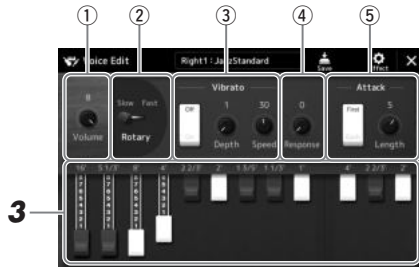 ① ② ③ ④ ⑤
Voice Edit Right1 : JazzStandard Save Effect ×
Vibrato Attack
8 Slow Fast Off 1 30 0 First 5
Volume Rotary Depth Speed Response Length
3
16' 5 1/3' 8' 4' 2 2/3' 2' 1 3/5' 1 1/3' 1' 4' 2 2/3' 2'